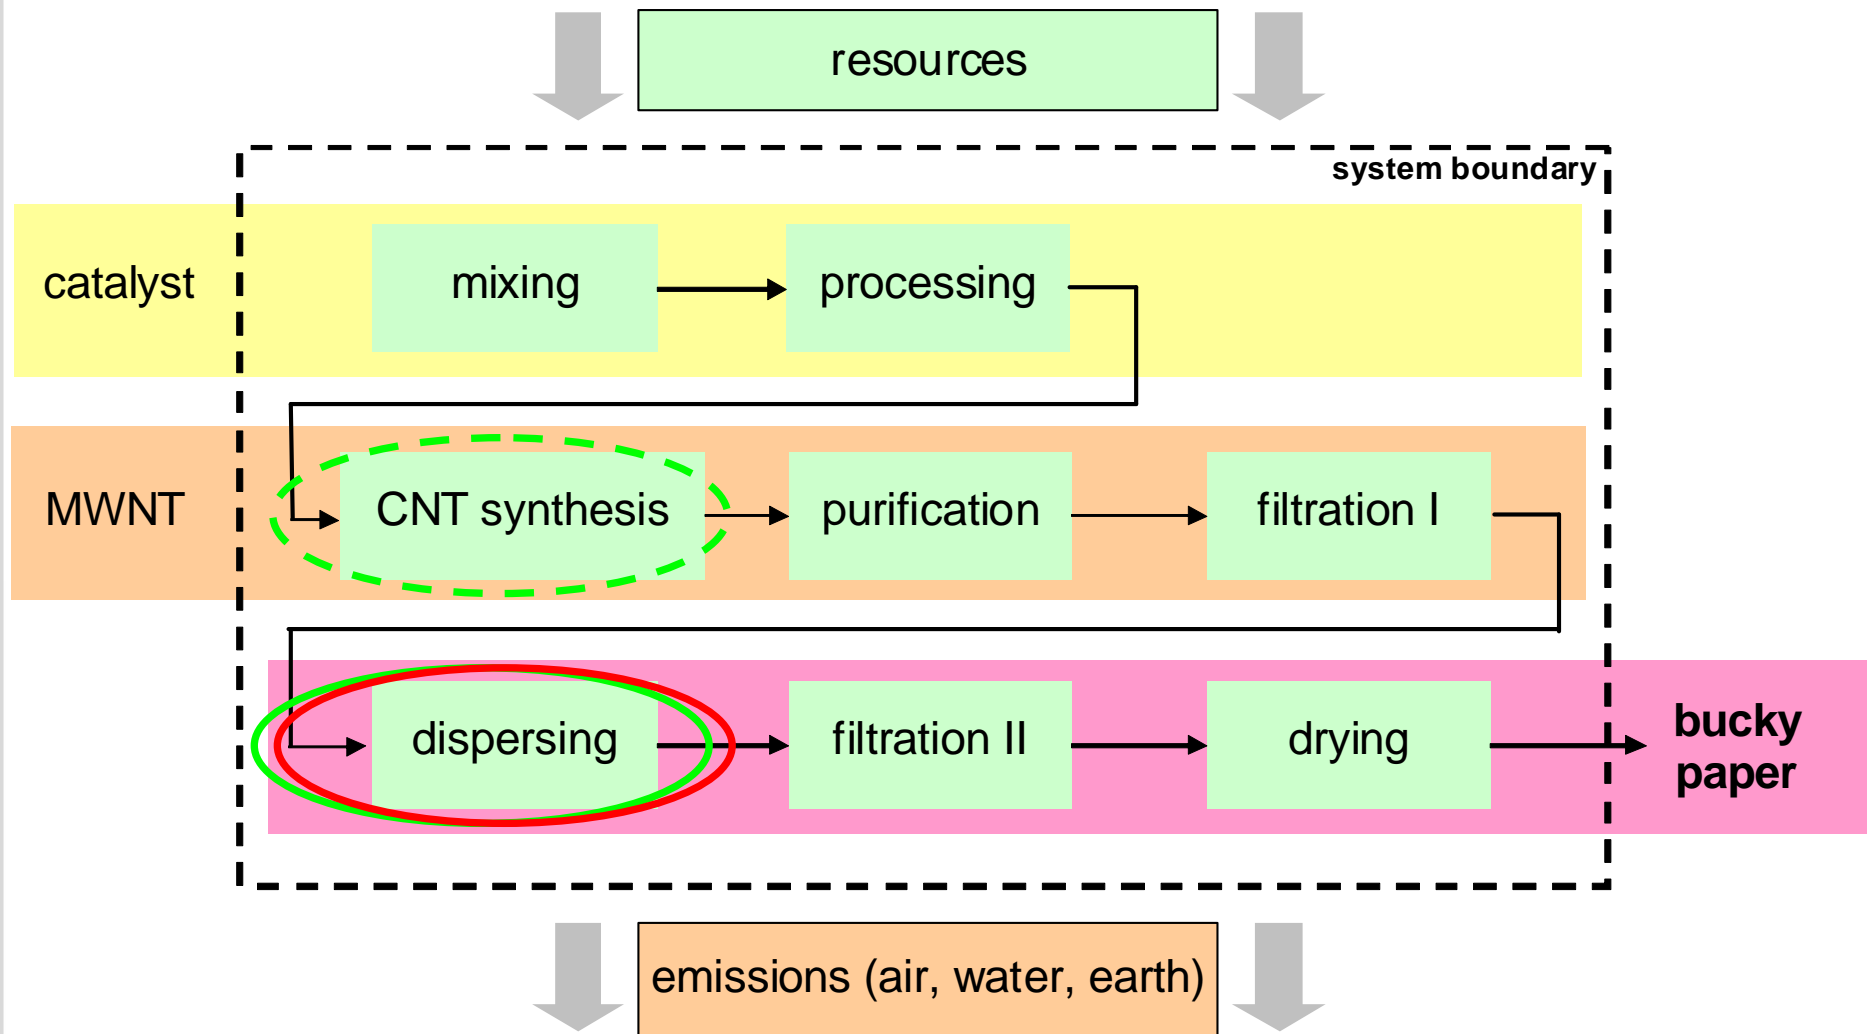 resources
system boundary
catalyst
mixing
processing
MWNT
CNT synthesis
purification
filtration I
dispersing
filtration II
drying
bucky
paper
emissions (air, water, earth)